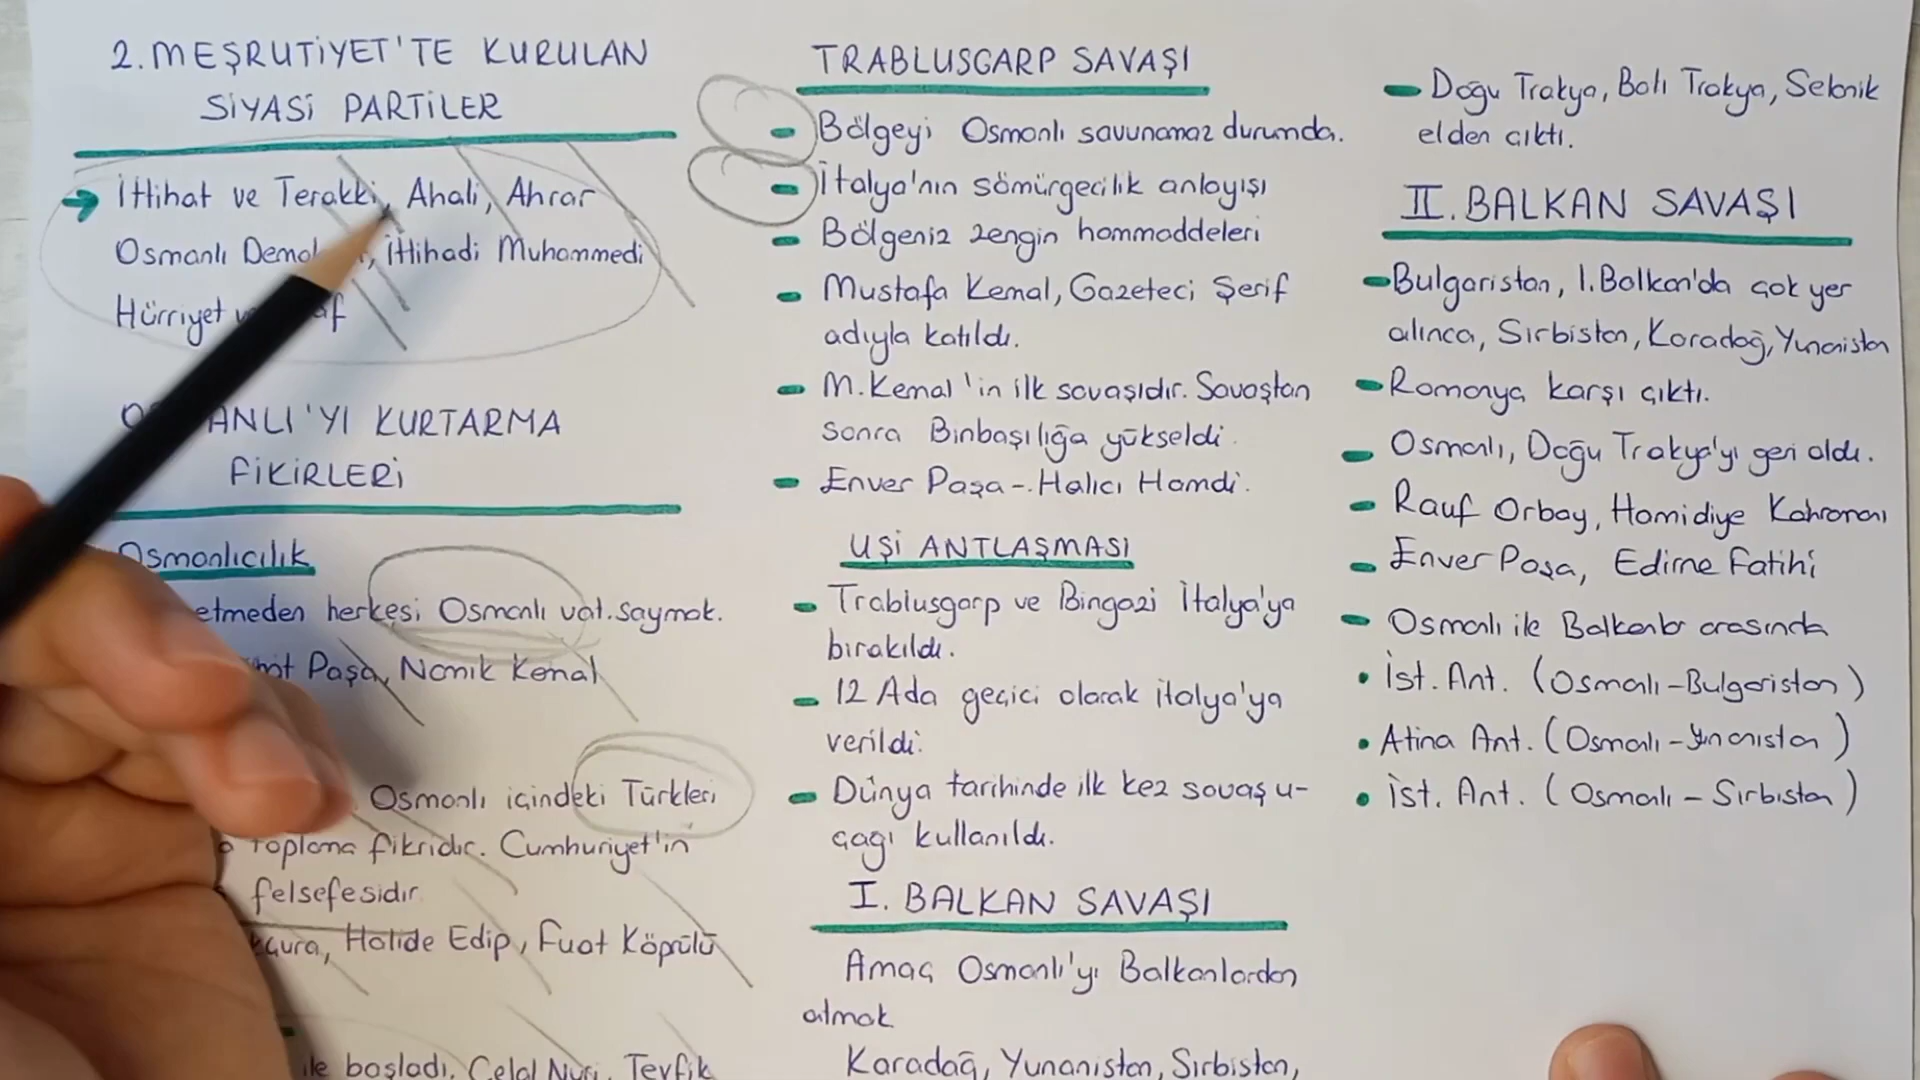 2. MEŞRUTİYET'TE KURULAN
SİYASİ PARTİLER
İttihat ve Terakki, Ahali, Ahrar
Osmanlı İttihadi Muhammedi
Hürriyet
KURTARMA
FİKİRLERİ
Osmanlıcılık
etmeden herkesi Osmanlı vat. saymak.
Paşa, Namık Kemal
Osmanlı içindeki Türkleri
toplama fikridir. Cumhuriyet'in
felsefesidir.
Halide Edip, Fuat Köprülü
ile başladı. Celal Nuri, Tevfik
TRABLUSGARP SAVAŞI
Bölgeyi Osmanlı savunamaz durumda.
İtalya'nın sömürgecilik anlayışı
Bölgeniz zengin hammaddeleri
Mustafa Kemal, Gazeteci Şerif
adıyla katıldı.
M. Kemal'in ilk savaşıdır. Savaştan
sonra Binbaşılığa yükseldi.
Enver Paşa - Halıcı Hamdi.
UŞİ ANTLAŞMASI
Trablusgarp ve Bingazi İtalya'ya
bırakıldı.
12 Ada geçici olarak İtalya'ya
verildi.
Dünya tarihinde ilk kez savaş u-
çağı kullanıldı.
I. BALKAN SAVAŞI
Amaç Osmanlı'yı Balkanlardan
atmak
Karadağ, Yunanistan, Sırbistan,
Doğu Trakya, Batı Trakya, Selanik
elden çıktı.
II. BALKAN SAVAŞI
Bulgaristan, 1. Balkan'da çok yer
alınca, Sırbistan, Karadağ, Yunanistan
Romanya karşı çıktı.
Osmanlı, Doğu Trakya'yı geri aldı.
Rauf Orbay, Hamidiye Kahramanı
Enver Paşa, Edirne Fatihi
Osmanlı ile Balkanlar arasında
İst. Ant. (Osmanlı - Bulgaristan)
Atina Ant. (Osmanlı - Yunanistan)
İst. Ant. (Osmanlı - Sırbistan)